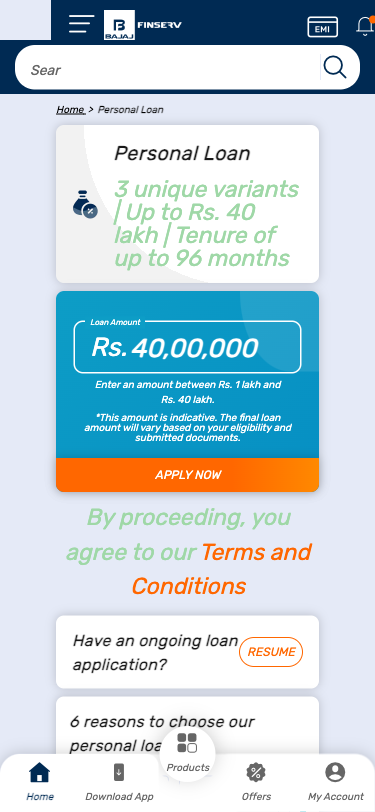 BAJAJ FINSERV
EMI
Sear
Home > Personal Loan
Personal Loan
3 unique variants
| Up to Rs. 40
lakh | Tenure of
up to 96 months
Loan Amount
Rs. 40,00,000
Enter an amount between Rs. 1 lakh and
Rs. 40 lakh.
*This amount is indicative. The final loan
amount will vary based on your eligibility and
submitted documents.
APPLY NOW
By proceeding, you
agree to our Terms and
Conditions
Have an ongoing loan
application?
RESUME
6 reasons to choose our
personal loa
Products
Home
Download App
Offers
My Account